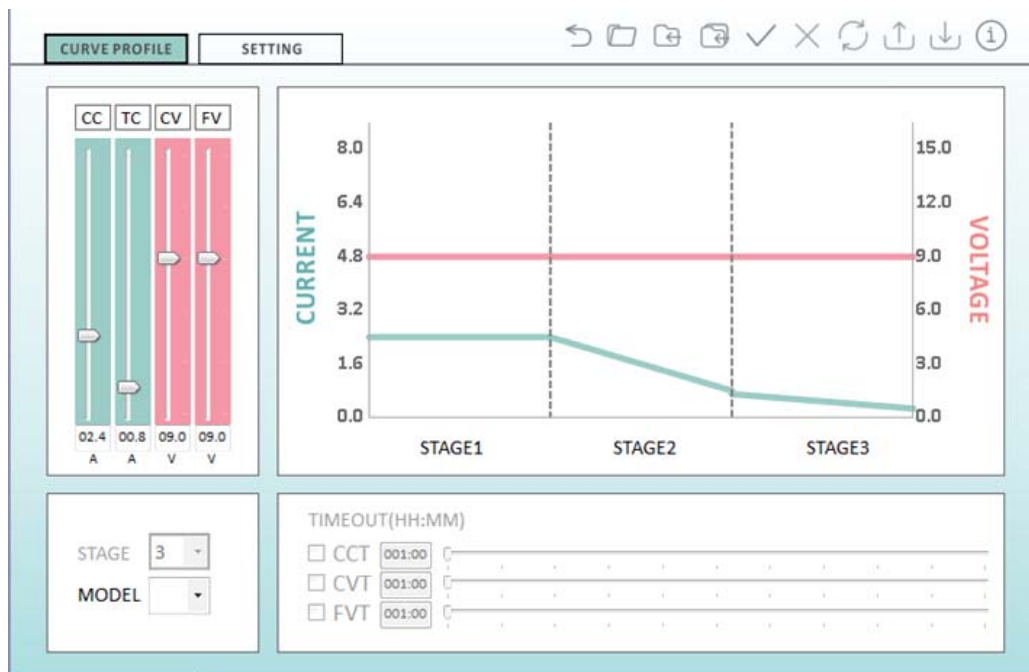 CURVE PROFILE SETTING
CC TC CV FV
02.4 00.8 09.0 09.0
A A V V
CURRENT
8.0
6.4
4.8
3.2
1.6
0.0
15.0
12.0
9.0
6.0
3.0
0.0
VOLTAGE
STAGE1 STAGE2 STAGE3
STAGE 3
MODEL
TIMEOUT(HH:MM)
CCT 001:00
CVT 001:00
FVT 001:00